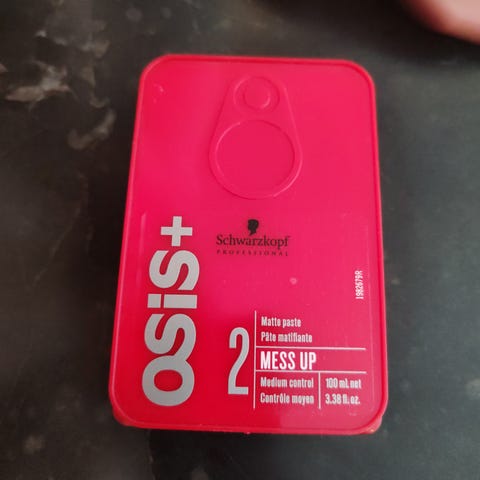 Schwarzkopf
PROFESSIONAL
OSiS+
1982679R
2
Matte paste
Pâte matifiante
MESS UP
Medium control
Contrôle moyen
100 mL net
3.38 fl. oz.